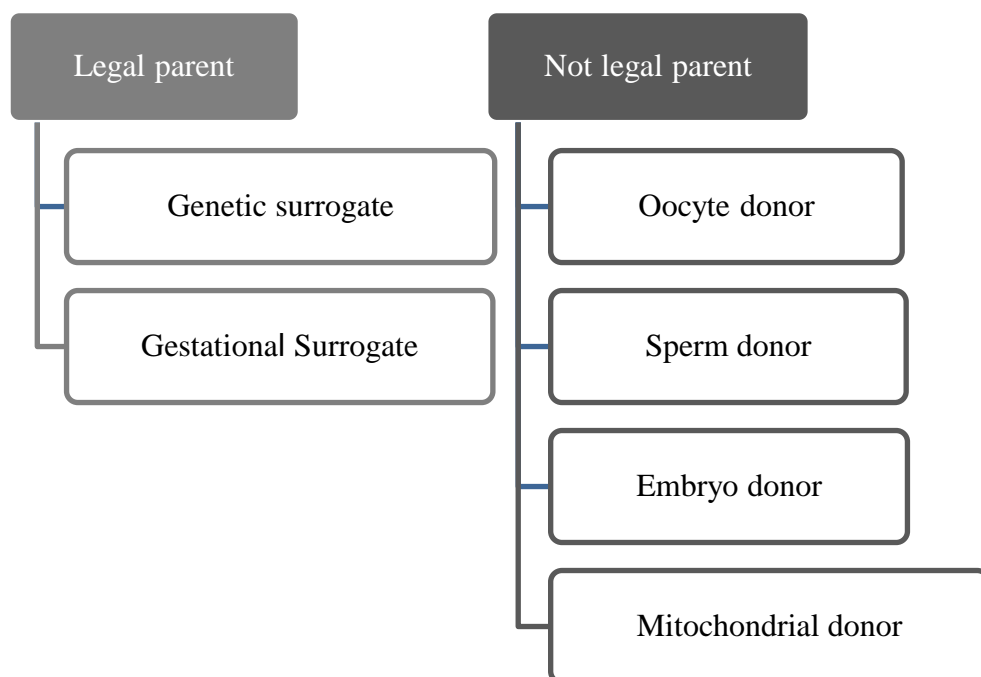 Legal parent
Genetic surrogate
Gestational Surrogate
Not legal parent
Oocyte donor
Sperm donor
Embryo donor
Mitochondrial donor